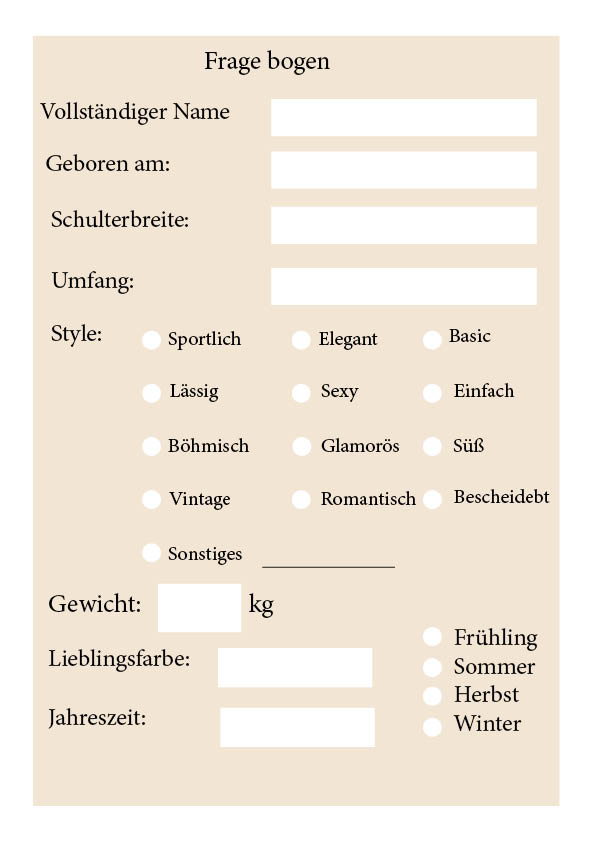 Frage bogen
Vollständiger Name
Geboren am:
Schulterbreite:
Umfang:
Style:
Sportlich Elegant Basic
Lässig Sexy Einfach
Böhmisch Glamorös Süß
Vintage Romantisch Bescheidebt
Sonstiges
Gewicht: kg
Lieblingsfarbe:
Jahreszeit:
Frühling
Sommer
Herbst
Winter